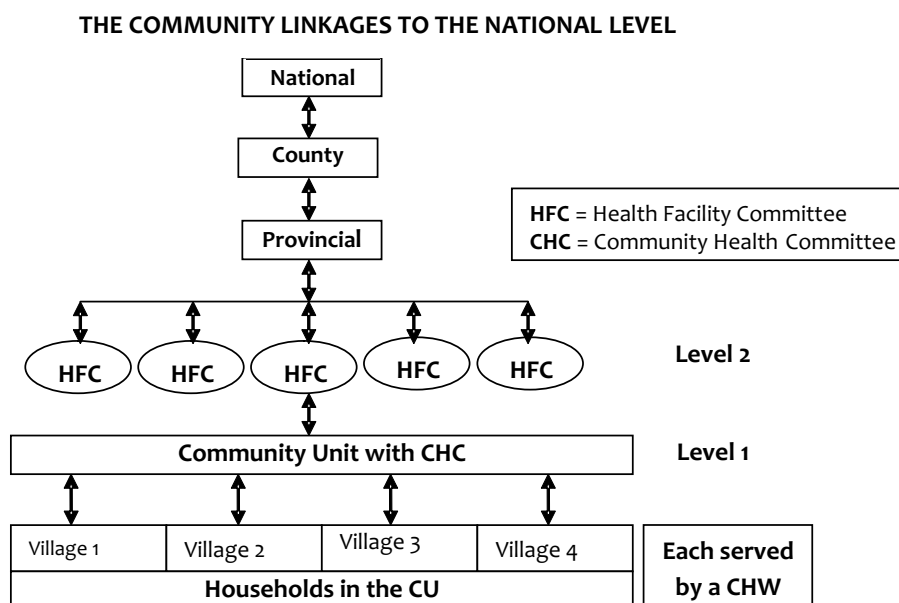 THE COMMUNITY LINKAGES TO THE NATIONAL LEVEL
National
County
Provincial
HFC = Health Facility Committee
CHC = Community Health Committee
HFC HFC HFC HFC HFC
Level 2
Community Unit with CHC
Level 1
Village 1 Village 2 Village 3 Village 4
Households in the CU
Each served
by a CHW